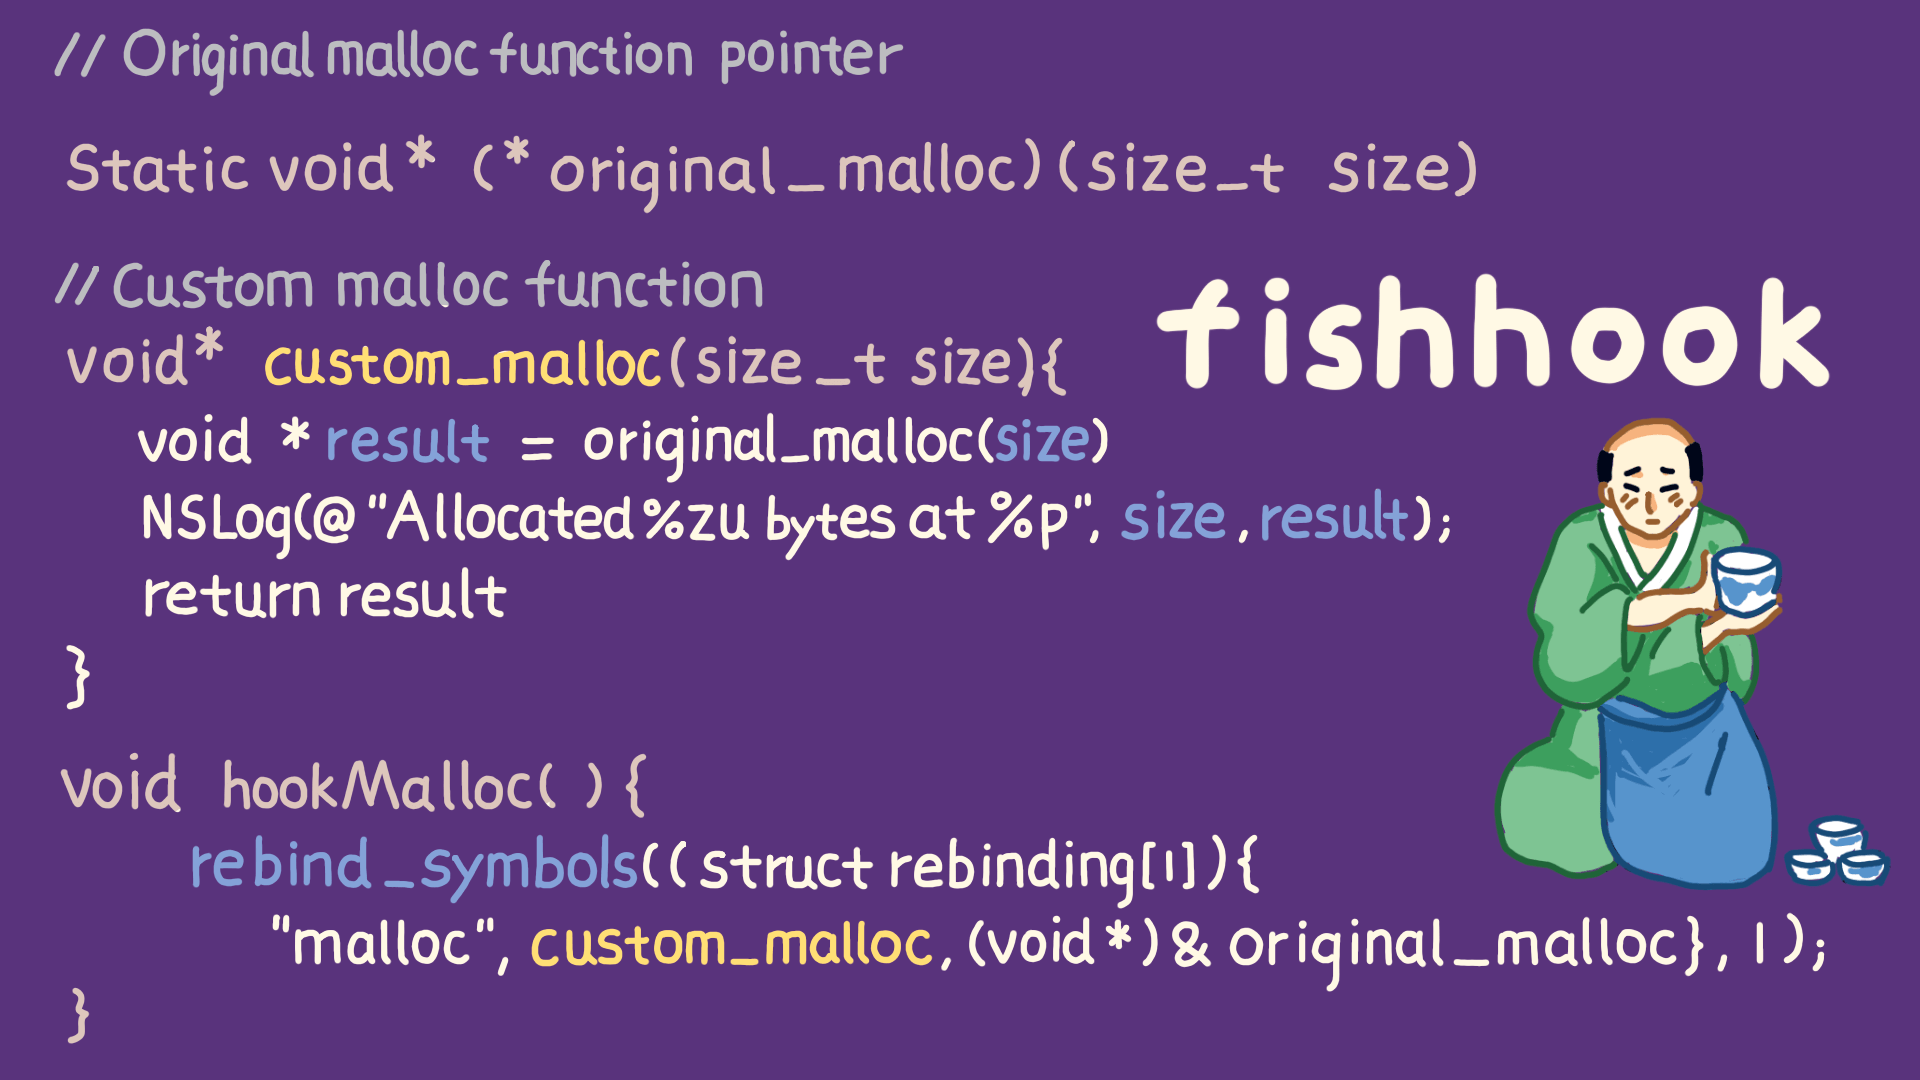 // Original malloc function pointer
Static void* (* original_malloc)(size_t size)
// Custom malloc function
void* custom_malloc(size_t size){
void * result = original_malloc(size)
NSLog(@"Allocated %zu bytes at %p", size, result);
return result
}
void hookMalloc( ) {
rebind_symbols((struct rebinding[1]){
"malloc", custom_malloc, (void*)& original_malloc}, 1 );
}
fishhook